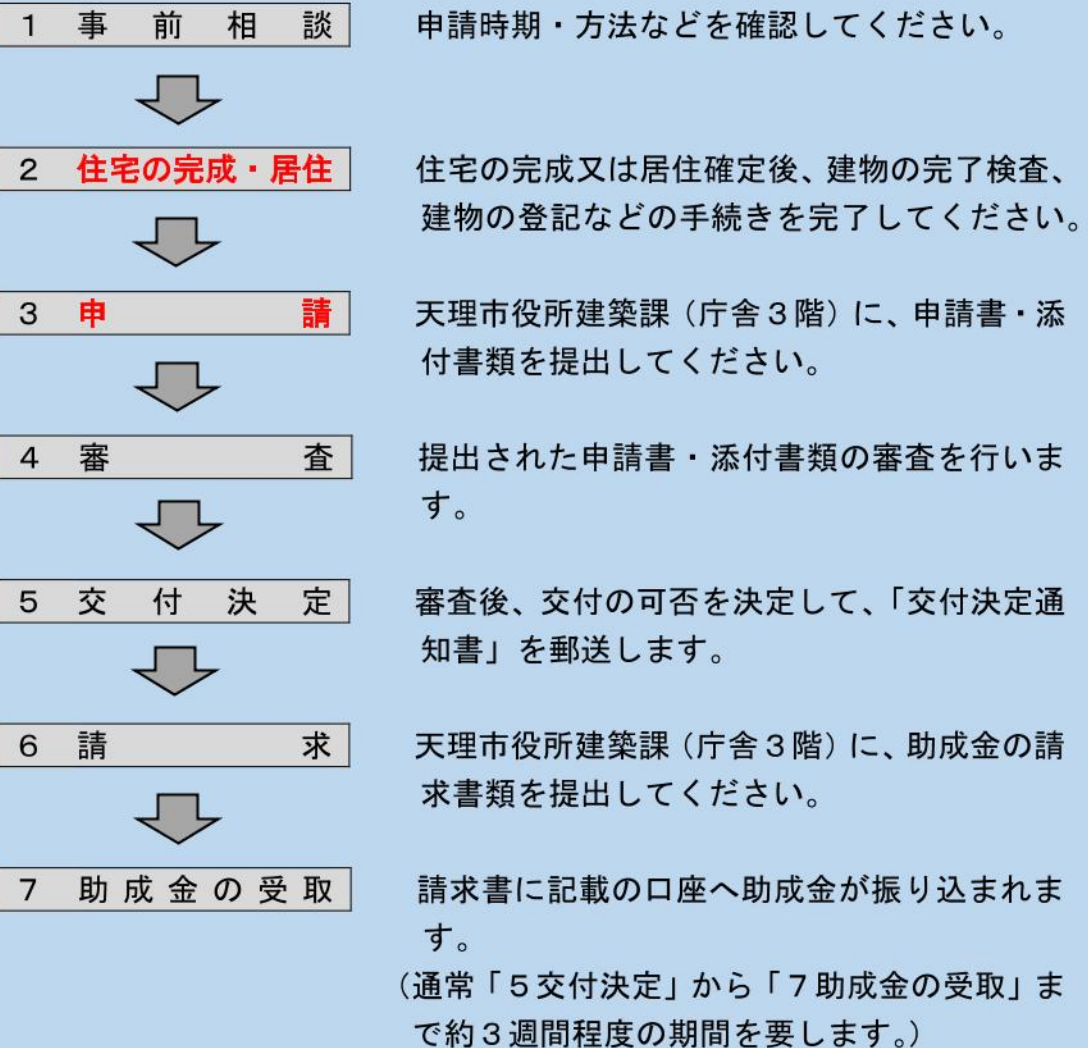 1 事前相談 申請時期・方法などを確認してください。
2 住宅の完成・居住 住宅の完成又は居住確定後、建物の完了検査、
建物の登記などの手続きを完了してください。
3 申請 天理市役所建築課(庁舎3階)に、申請書・添
付書類を提出してください。
4 審査 提出された申請書・添付書類の審査を行いま
す。
5 交付決定 審査後、交付の可否を決定して、「交付決定通
知書」を郵送します。
6 請求 天理市役所建築課(庁舎3階)に、助成金の請
求書類を提出してください。
7 助成金の受取 請求書に記載の口座へ助成金が振り込まれま
す。
(通常「5交付決定」から「7助成金の受取」ま
で約3週間程度の期間を要します。)